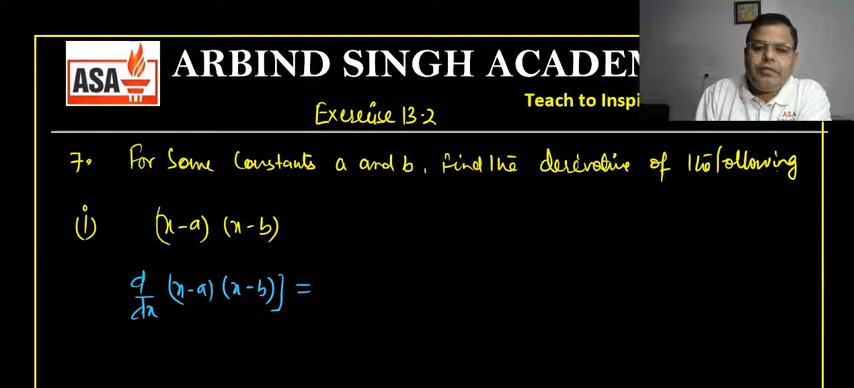 ASA
ARBIND SINGH ACADEM
Teach to Inspi
Exercise 13.2
7. For Some Constants a and b, Find the derivative of the following
(i) (x-a) (x-b)
d/dx (x-a) (x-b)] =
ASA